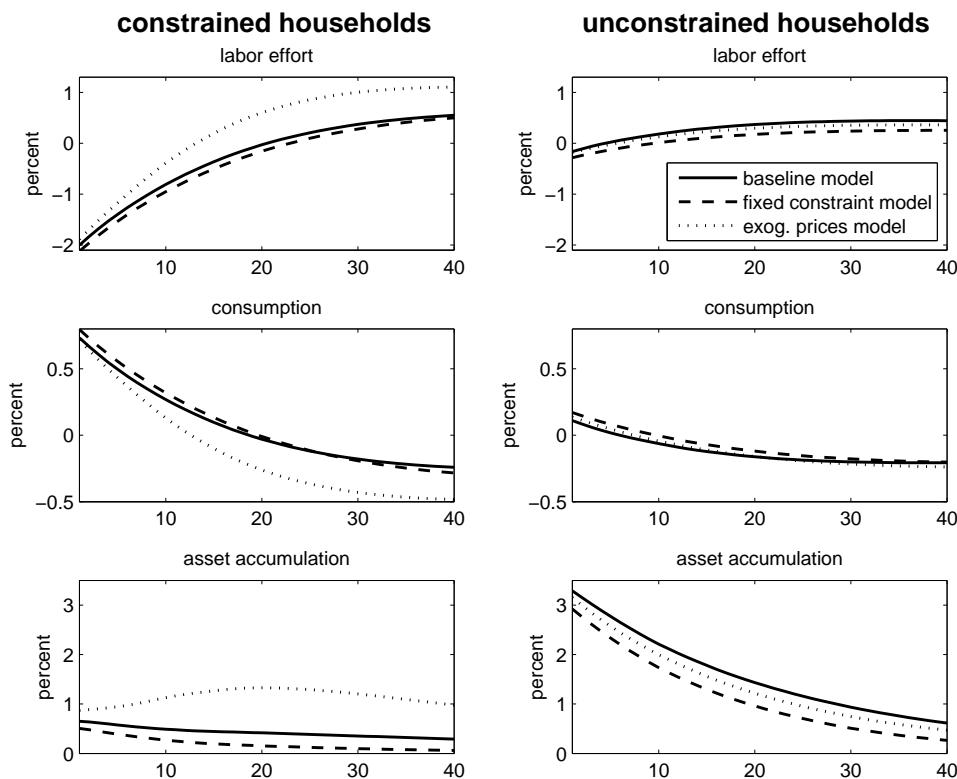 constrained households
unconstrained households
labor effort
labor effort
percent
1
0
−1
−2
10
20
30
40
percent
1
0
−1
−2
baseline model
fixed constraint model
exog. prices model
10
20
30
40
consumption
consumption
percent
0.5
0
−0.5
10
20
30
40
percent
0.5
0
−0.5
10
20
30
40
asset accumulation
asset accumulation
percent
3
2
1
0
10
20
30
40
percent
3
2
1
0
10
20
30
40